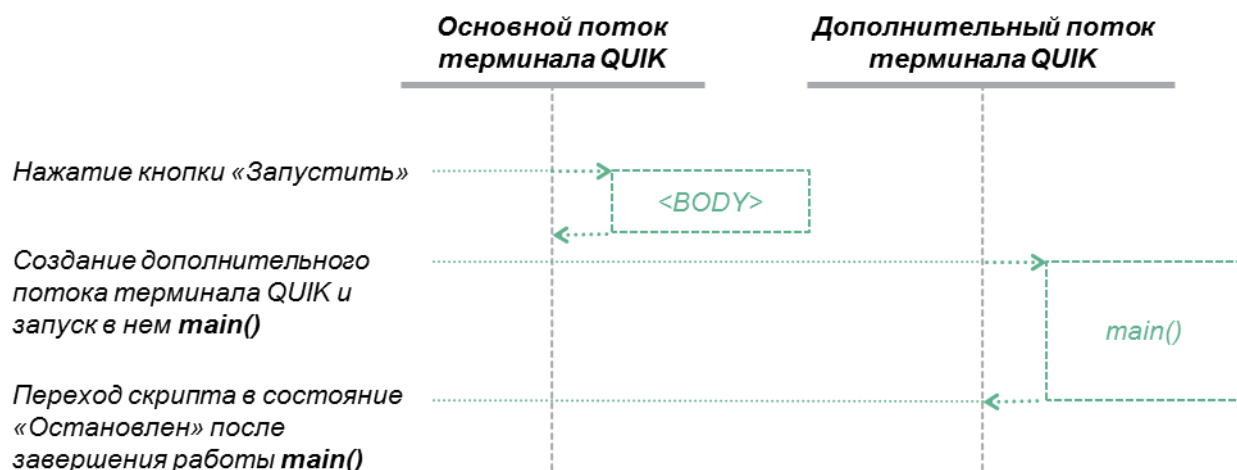 Основной поток
терминала QUIK
Дополнительный поток
терминала QUIK
Нажатие кнопки «Запустить»
<BODY>
Создание дополнительного
потока терминала QUIK и
запуск в нем main()
main()
Переход скрипта в состояние
«Остановлен» после
завершения работы main()